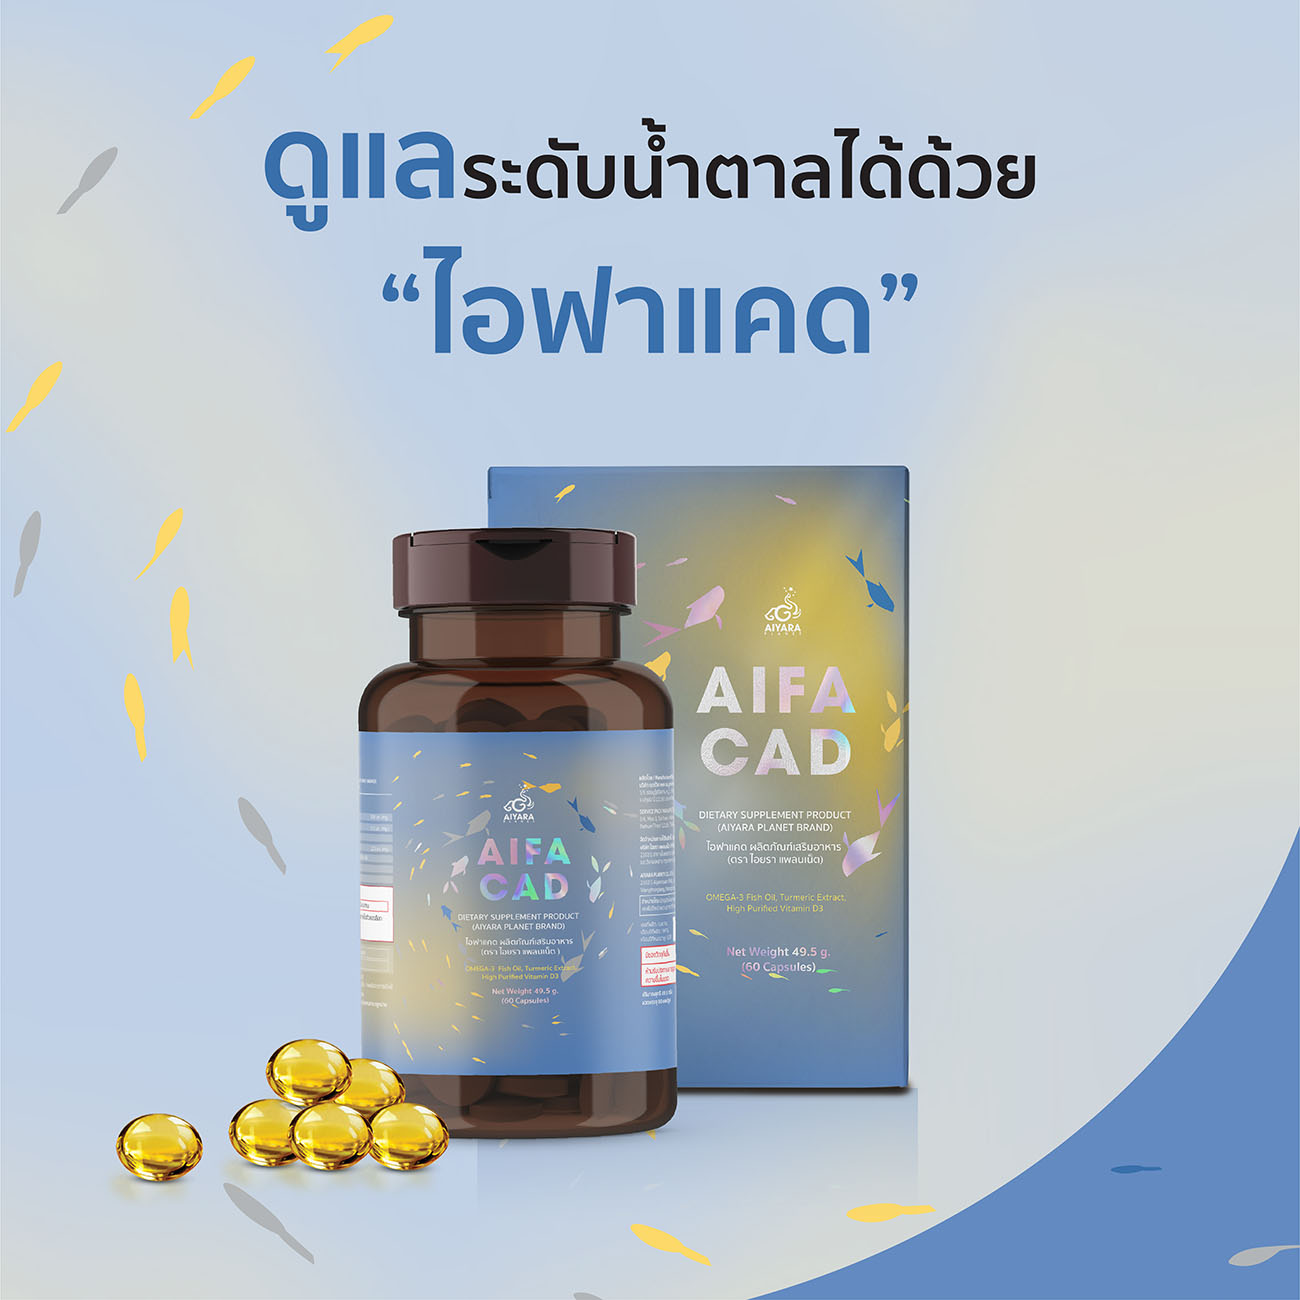 ดูแลระดับน้ำตาลได้ด้วย
“ไอฟาแคด”
AIYARA
PLANET
AIFA
CAD
DIETARY SUPPLEMENT PRODUCT
(AIYARA PLANET BRAND)
ไอฟาแคด ผลิตภัณฑ์เสริมอาหาร
(ตรา ไอยรา แพลนเน็ต)
OMEGA-3 Fish Oil, Turmeric Extract,
High Purified Vitamin D3
Net Weight 49.5 g.
(60 Capsules)
AIYARA
PLANET
AIFA
CAD
DIETARY SUPPLEMENT PRODUCT
(AIYARA PLANET BRAND)
ไอฟาแคด ผลิตภัณฑ์เสริมอาหาร
(ตรา ไอยรา แพลนเน็ต )
OMEGA-3 Fish Oil, Turmeric Extract,
High Purified Vitamin D3
Net Weight 49.5 g.
(60 Capsules)